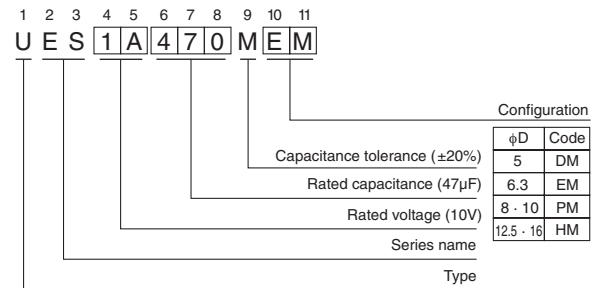 1 2 3 4 5 6 7 8 9 10 11
U E S 1 A 4 7 0 M E M
Configuration
φD Code
5 DM
6.3 EM
8 · 10 PM
12.5 · 16 HM
Capacitance tolerance (±20%)
Rated capacitance (47µF)
Rated voltage (10V)
Series name
Type